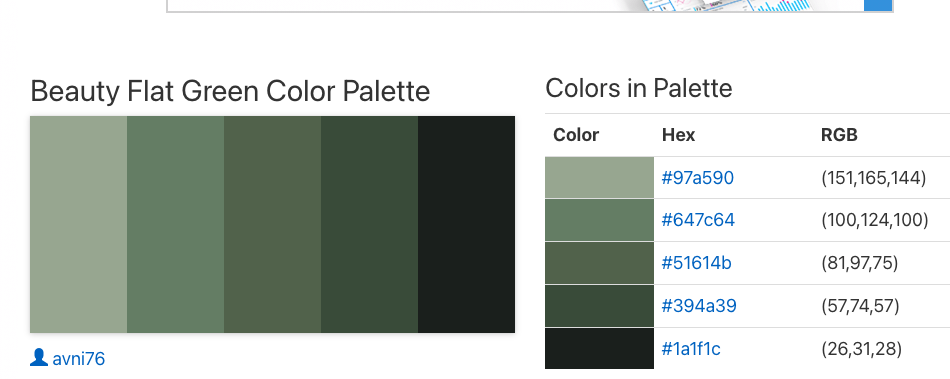 Beauty Flat Green Color Palette
avni76
Colors in Palette
Color Hex RGB
#97a590 (151,165,144)
#647c64 (100,124,100)
#51614b (81,97,75)
#394a39 (57,74,57)
#1a1f1c (26,31,28)